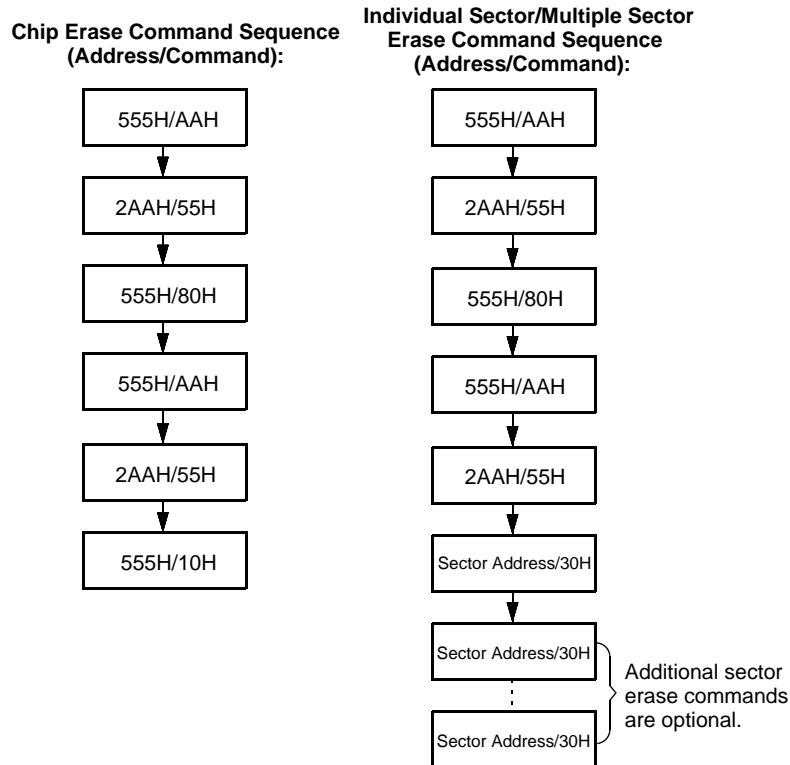 Chip Erase Command Sequence
(Address/Command):
555H/AAH
2AAH/55H
555H/80H
555H/AAH
2AAH/55H
555H/10H
Individual Sector/Multiple Sector
Erase Command Sequence
(Address/Command):
555H/AAH
2AAH/55H
555H/80H
555H/AAH
2AAH/55H
Sector Address/30H
Sector Address/30H
Sector Address/30H
Additional sector
erase commands
are optional.